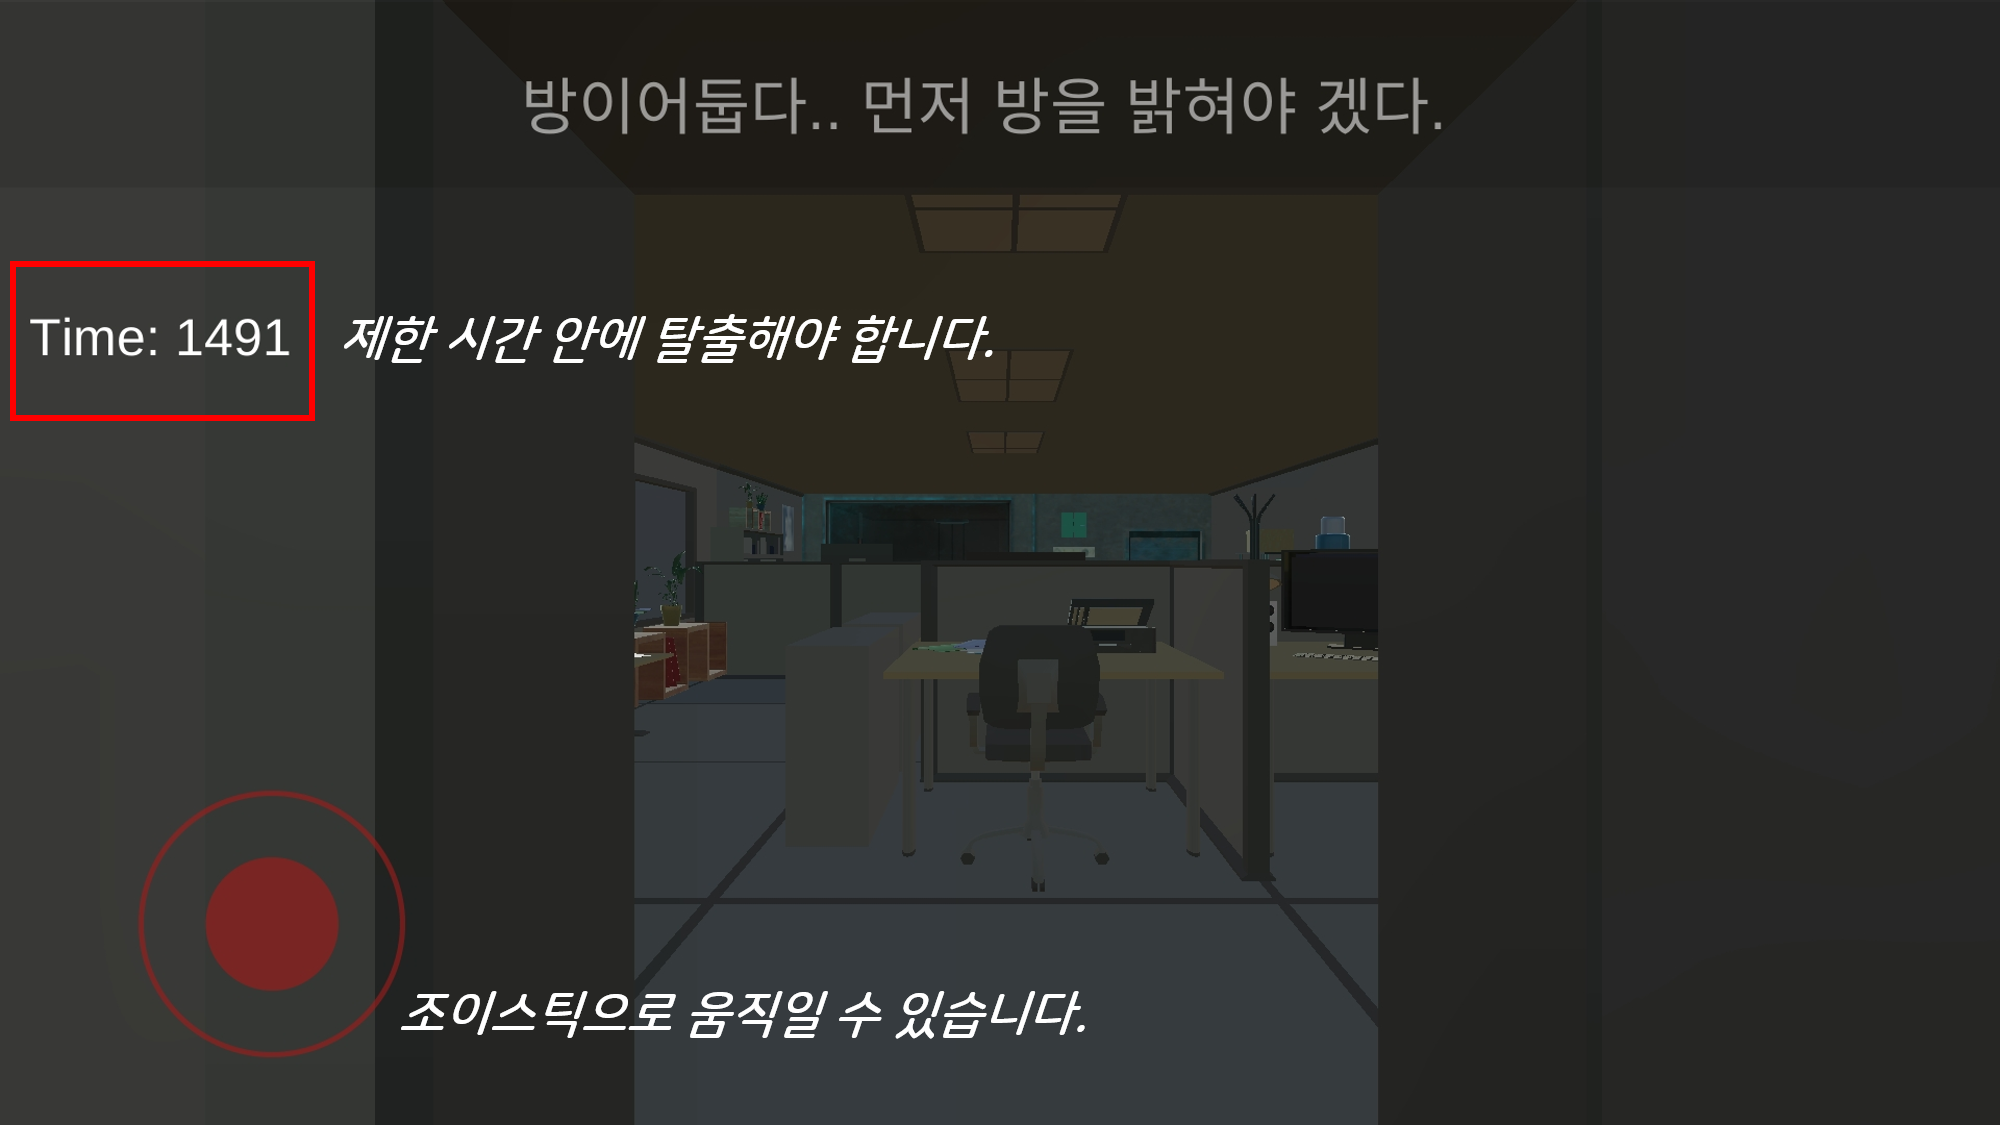 방이어둡다.. 먼저 방을 밝혀야 겠다.
Time: 1491 제한 시간 안에 탈출해야 합니다.
조이스틱으로 움직일 수 있습니다.